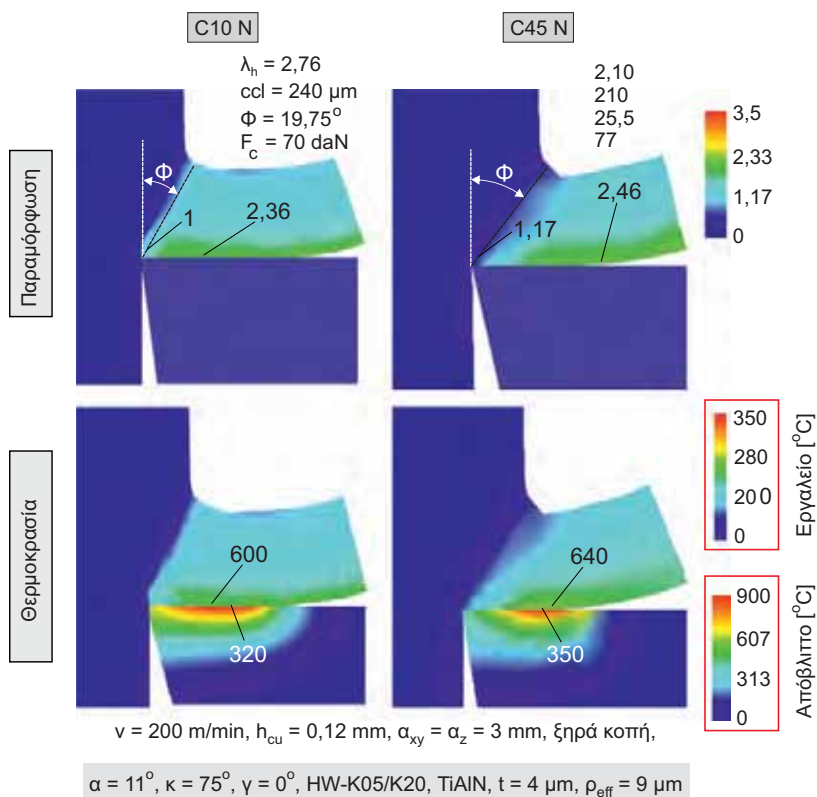 C10 N
C45 N
λh = 2,76
ccl = 240 μm
Φ = 19,75°
Fc = 70 daN
2,10
210
25,5
77
Παραμόρφωση
Φ
1
2,36
Φ
1,17
2,46
3,5
2,33
1,17
0
Θερμοκρασία
600
320
640
350
350
280
200
0
Εργαλείο [°C]
900
607
313
0
Απόβλιττο [°C]
v = 200 m/min, hcu = 0,12 mm, αxy = αz = 3 mm, ξηρά κοπή,
α = 11°, κ = 75°, γ = 0°, HW-K05/K20, TiAlN, t = 4 μm, ρeff = 9 μm